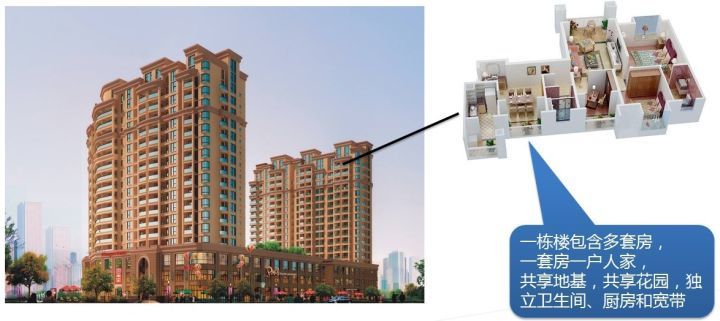 一栋楼包含多套房，
一套房一户人家，
共享地基，共享花园，独
立卫生间、厨房和宽带